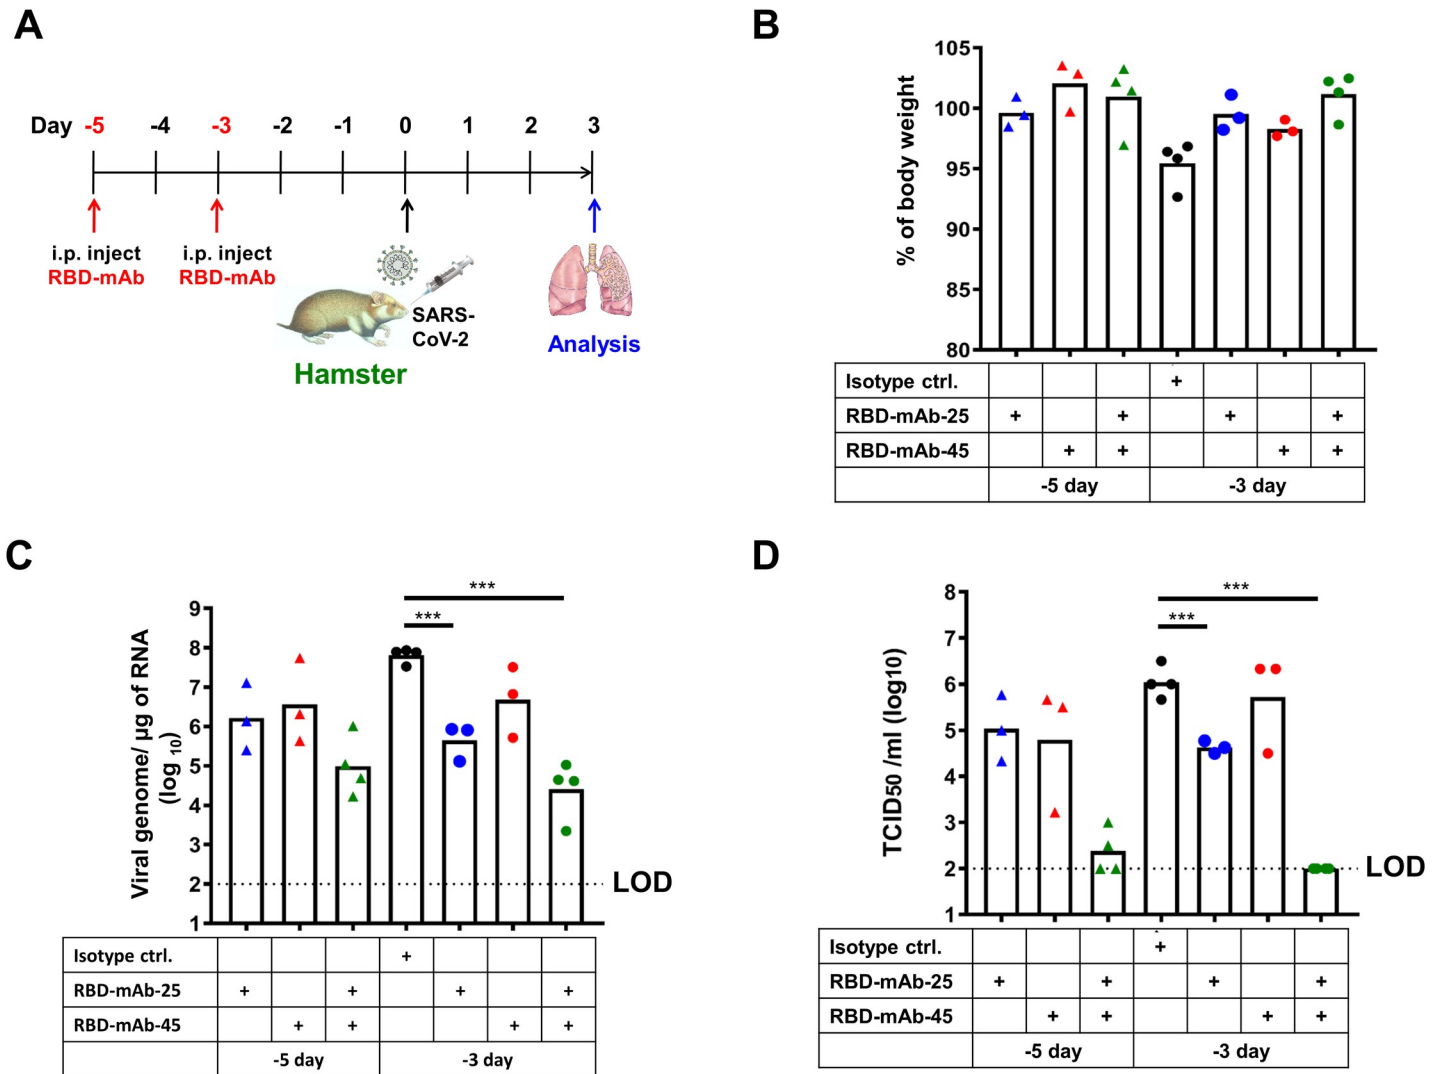 A
Day -5 -4 -3 -2 -1 0 1 2 3
i.p. inject
RBD-mAb
i.p. inject
RBD-mAb
SARS-
CoV-2
Hamster
Analysis
B
% of body weight
105
100
95
90
85
80
Isotype ctrl. +
RBD-mAb-25 + + + +
RBD-mAb-45 + + + +
-5 day -3 day
C
Viral genome/ µg of RNA
(log 10)
9
8
7
6
5
4
3
2
1
*** 
***
LOD
Isotype ctrl. +
RBD-mAb-25 + + + +
RBD-mAb-45 + + + +
-5 day -3 day
D
TCID50 /ml (log10)
8
7
6
5
4
3
2
1
***
***
LOD
Isotype ctrl. +
RBD-mAb-25 + + + +
RBD-mAb-45 + + + +
-5 day -3 day